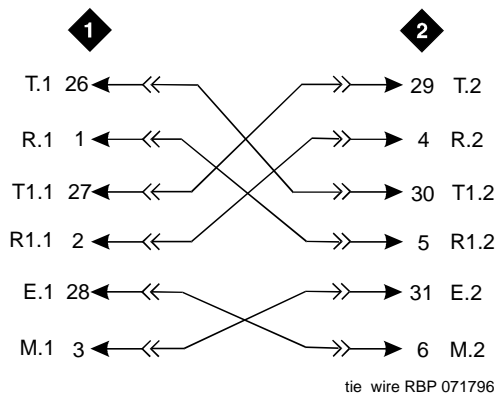 1 2
T.1 26 29 T.2
R.1 1 4 R.2
T1.1 27 30 T1.2
R1.1 2 5 R1.2
E.1 28 31 E.2
M.1 3 6 M.2
tie wire RBP 071796